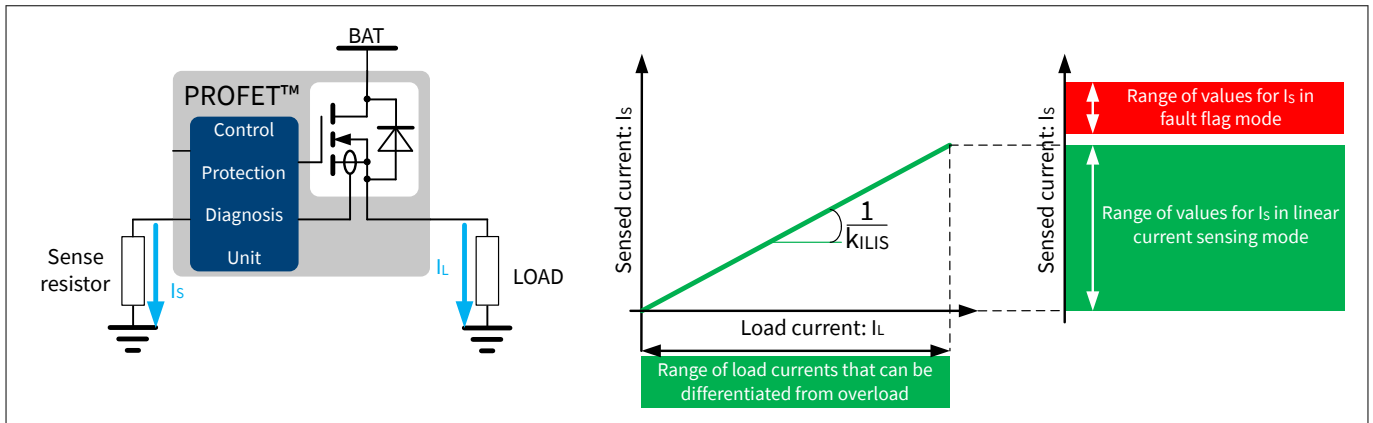 BAT
PROFET™
Control
Protection
Diagnosis
Unit
Sense
resistor
IS
IL
LOAD
Sensed current: IS
1
kILIS
Load current: IL
Range of load currents that can be
differentiated from overload
Sensed current: IS
Range of values for IS in
fault flag mode
Range of values for IS in linear
current sensing mode